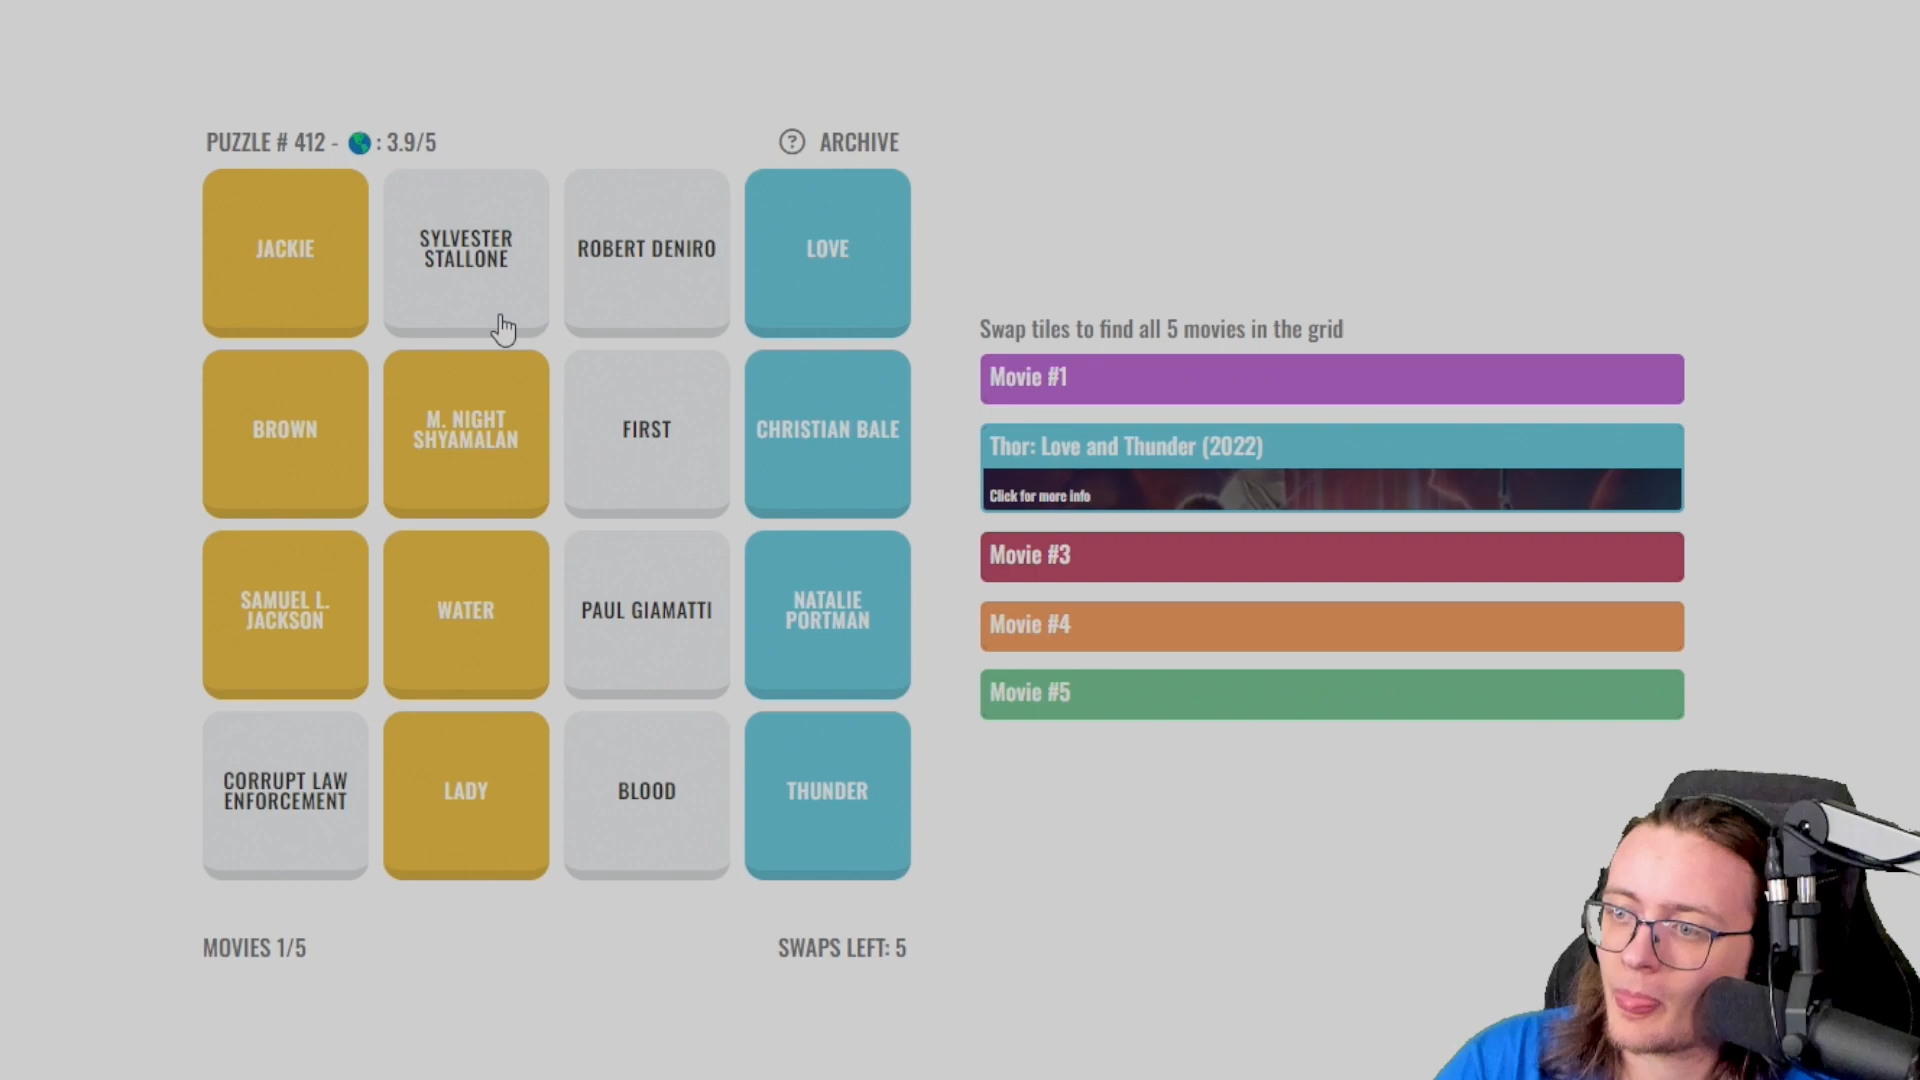 PUZZLE # 412 - 🌎 : 3.9/5
? ARCHIVE
JACKIE
SYLVESTER
STALLONE
ROBERT DENIRO
LOVE
BROWN
M. NIGHT
SHYAMALAN
FIRST
CHRISTIAN BALE
SAMUEL L.
JACKSON
WATER
PAUL GIAMATTI
NATALIE
PORTMAN
CORRUPT LAW
ENFORCEMENT
LADY
BLOOD
THUNDER
MOVIES 1/5
SWAPS LEFT: 5
Swap tiles to find all 5 movies in the grid
Movie #1
Thor: Love and Thunder (2022)
Click for more info
Movie #3
Movie #4
Movie #5